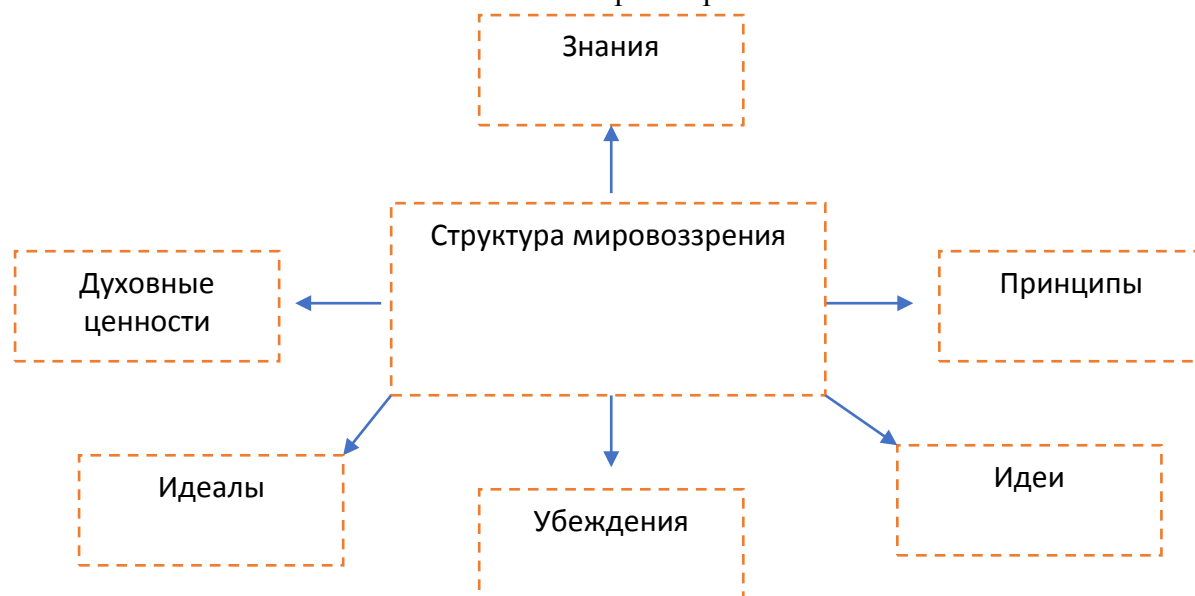 Знания
Структура мировоззрения
Духовные
ценности
Принципы
Идеалы
Убеждения
Идеи